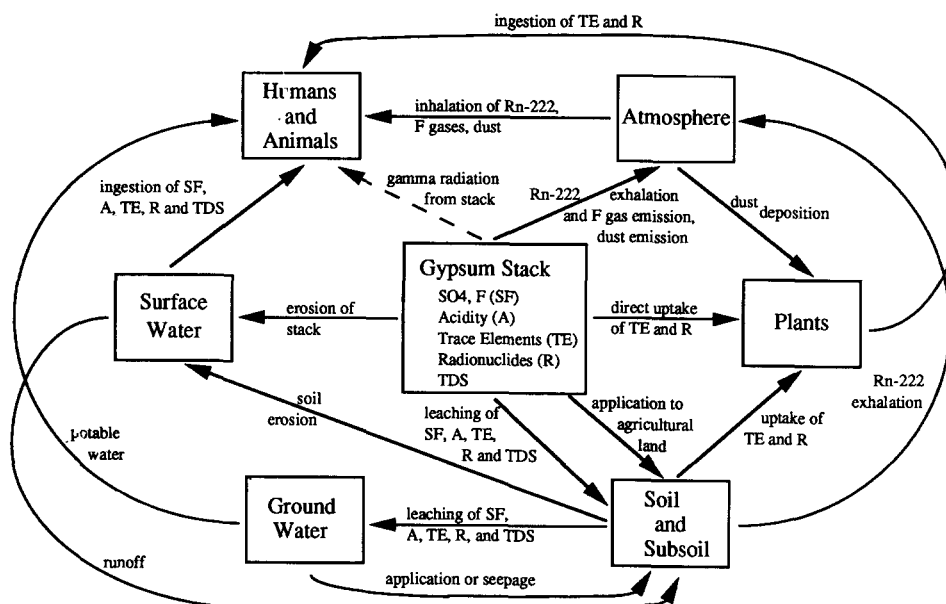 ingestion of TE and R
Humans
and
Animals
inhalation of Rn-222,
F gases, dust
Atmosphere
ingestion of SF,
A, TE, R and TDS
gamma radiation
from stack
Rn-222 exhalation
and F gas emission,
dust emission
dust
deposition
Gypsum Stack
SO4, F (SF)
Acidity (A)
Trace Elements (TE)
Radionuclides (R)
TDS
Surface
Water
erosion of
stack
direct uptake
of TE and R
Plants
Rn-222
exhalation
soil
erosion
leaching of
SF, A, TE,
R and TDS
application to
agricultural
land
uptake of
TE and R
potable
water
Ground
Water
leaching of SF,
A, TE, R, and TDS
Soil
and
Subsoil
runoff
application or seepage